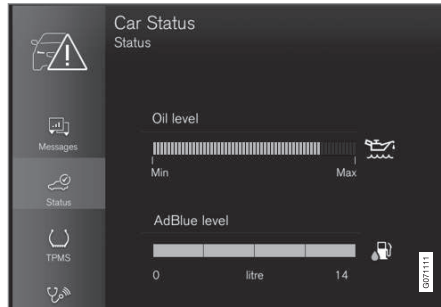 Car Status
Status
Messages
Status
TPMS
Oil level
Min Max
AdBlue level
0 litre 14
G071111